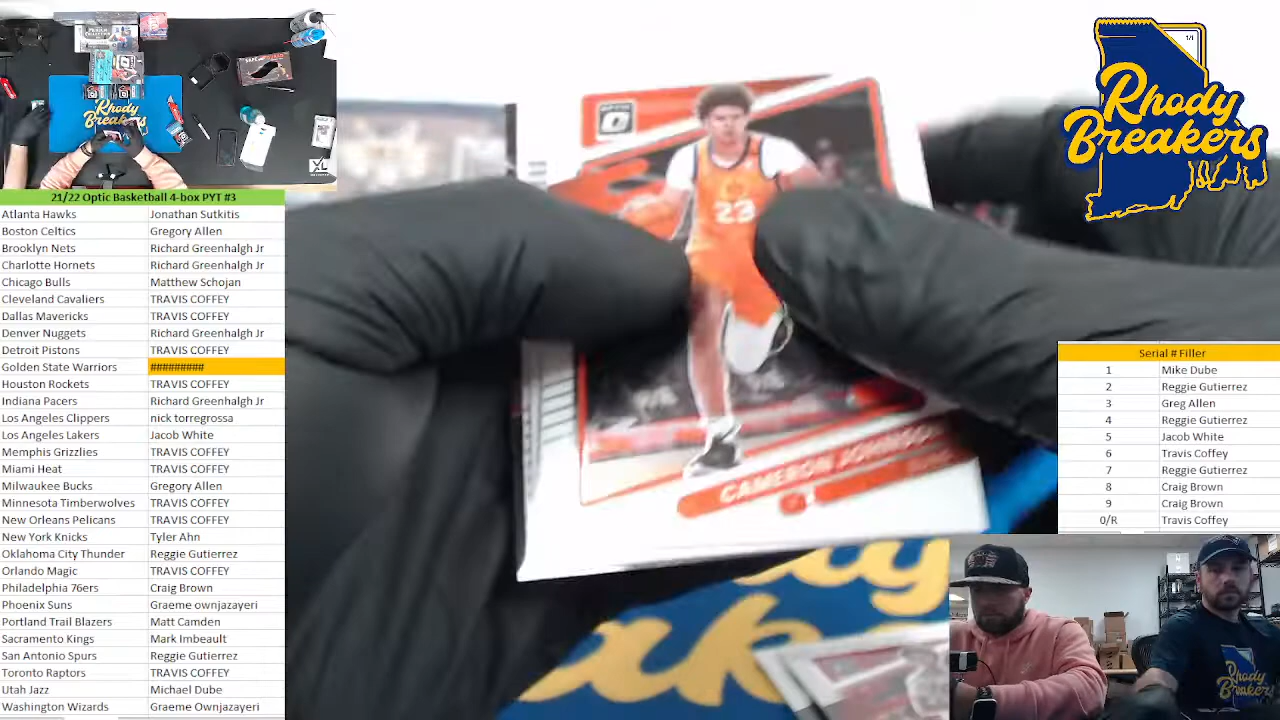 1/1
Rhody
Breakers
Rhody
Breakers
XL
21/22 Optic Basketball 4-box PYT #3
Atlanta Hawks Jonathan Sutkitis
Boston Celtics Gregory Allen
Brooklyn Nets Richard Greenhalgh Jr
Charlotte Hornets Richard Greenhalgh Jr
Chicago Bulls Matthew Schojan
Cleveland Cavaliers TRAVIS COFFEY
Dallas Mavericks TRAVIS COFFEY
Denver Nuggets Richard Greenhalgh Jr
Detroit Pistons TRAVIS COFFEY
Golden State Warriors #########
Houston Rockets TRAVIS COFFEY
Indiana Pacers Richard Greenhalgh Jr
Los Angeles Clippers nick torregrossa
Los Angeles Lakers Jacob White
Memphis Grizzlies TRAVIS COFFEY
Miami Heat TRAVIS COFFEY
Milwaukee Bucks Gregory Allen
Minnesota Timberwolves TRAVIS COFFEY
New Orleans Pelicans TRAVIS COFFEY
New York Knicks Tyler Ahn
Oklahoma City Thunder Reggie Gutierrez
Orlando Magic TRAVIS COFFEY
Philadelphia 76ers Craig Brown
Phoenix Suns Graeme ownjazayeri
Portland Trail Blazers Matt Camden
Sacramento Kings Mark Imbeault
San Antonio Spurs Reggie Gutierrez
Toronto Raptors TRAVIS COFFEY
Utah Jazz Michael Dube
Washington Wizards Graeme Ownjazayeri
23
CAMERON JOHNSO
Serial # Filler
1 Mike Dube
2 Reggie Gutierrez
3 Greg Allen
4 Reggie Gutierrez
5 Jacob White
6 Travis Coffey
7 Reggie Gutierrez
8 Craig Brown
9 Craig Brown
0/R Travis Coffey
Rhody
Breakers